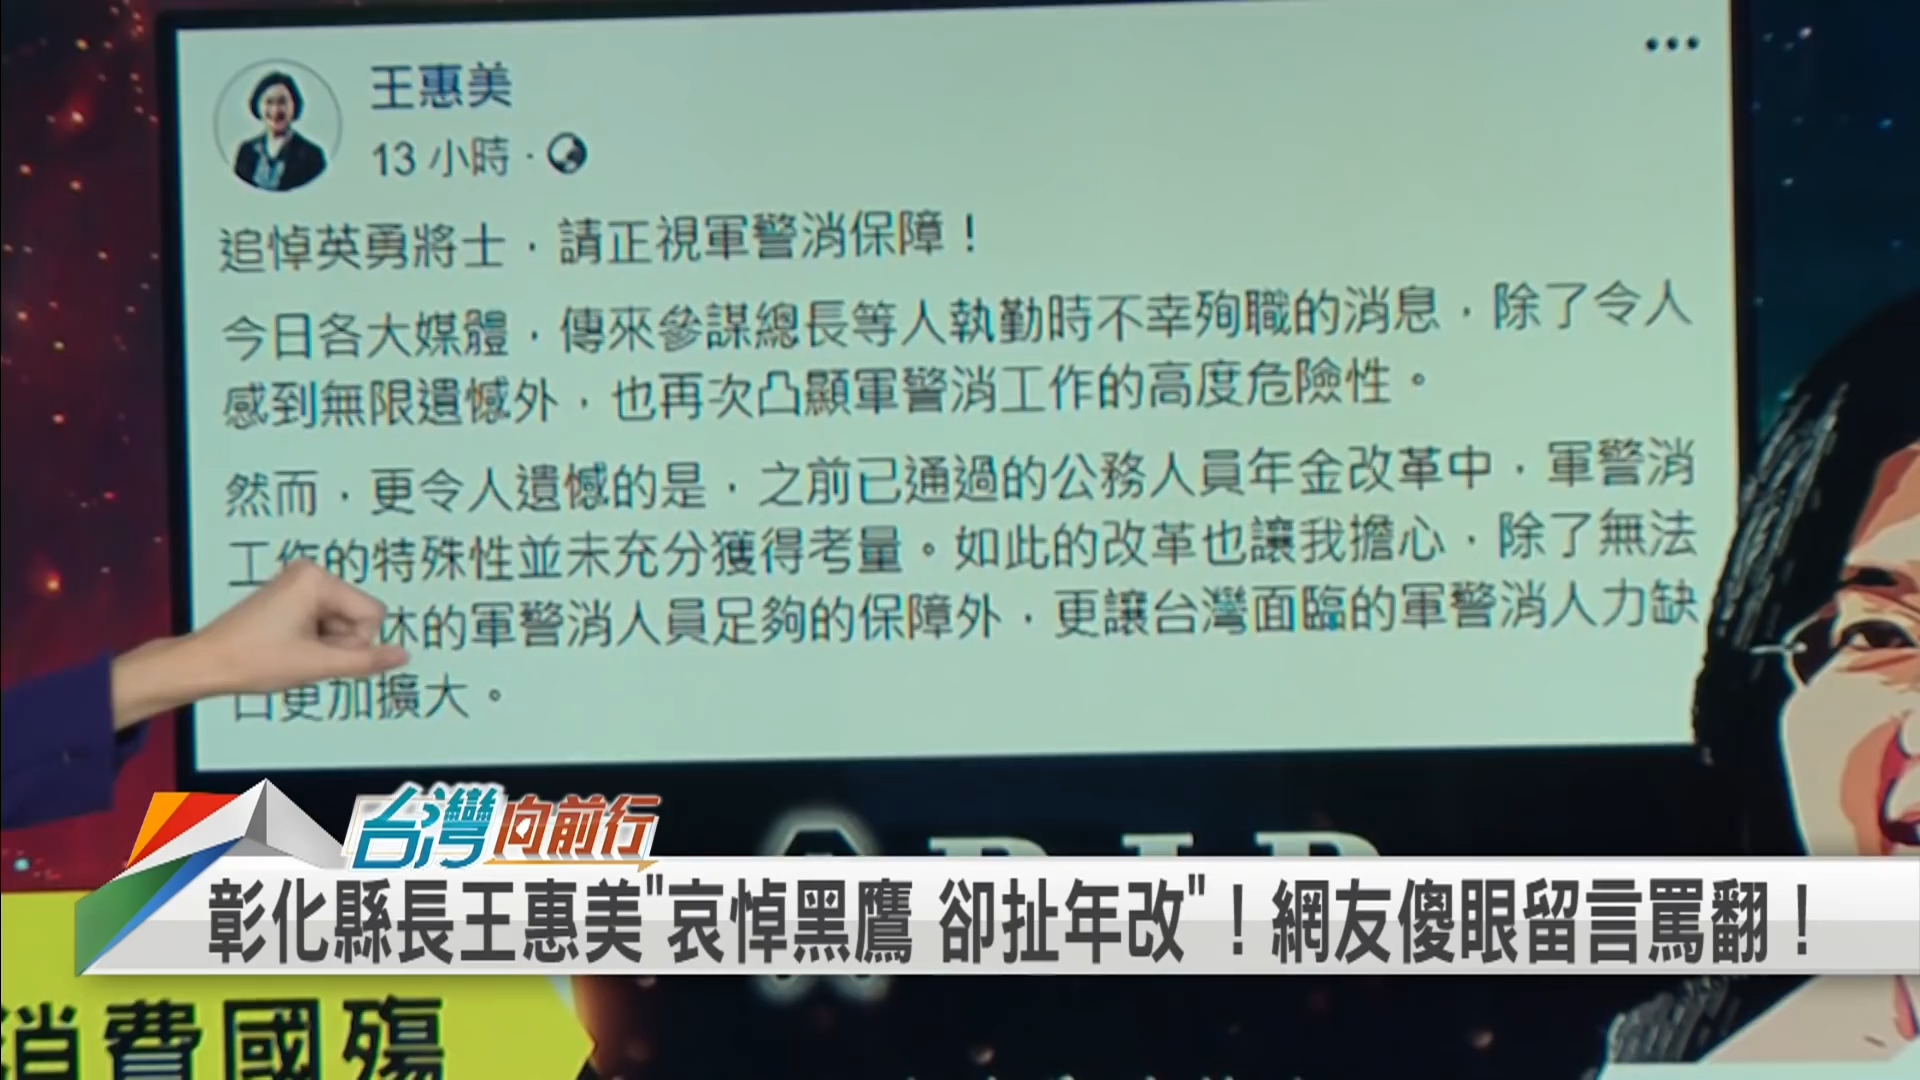 王惠美
13 小時
追悼英勇將士，請正視軍警消保障！
今日各大媒體，傳來參謀總長等人執勤時不幸殉職的消息，除了令人
感到無限遺憾外，也再次凸顯軍警消工作的高度危險性。
然而，更令人遺憾的是，之前已通過的公務人員年金改革中，軍警消
工作的特殊性並未充分獲得考量。如此的改革也讓我擔心，除了無法
休的軍警消人員足夠的保障外，更讓台灣面臨的軍警消人力缺
口更加擴大。
台灣向前行
彰化縣長王惠美"哀悼黑鷹 卻扯年改"！網友傻眼留言罵翻！
消費國殤